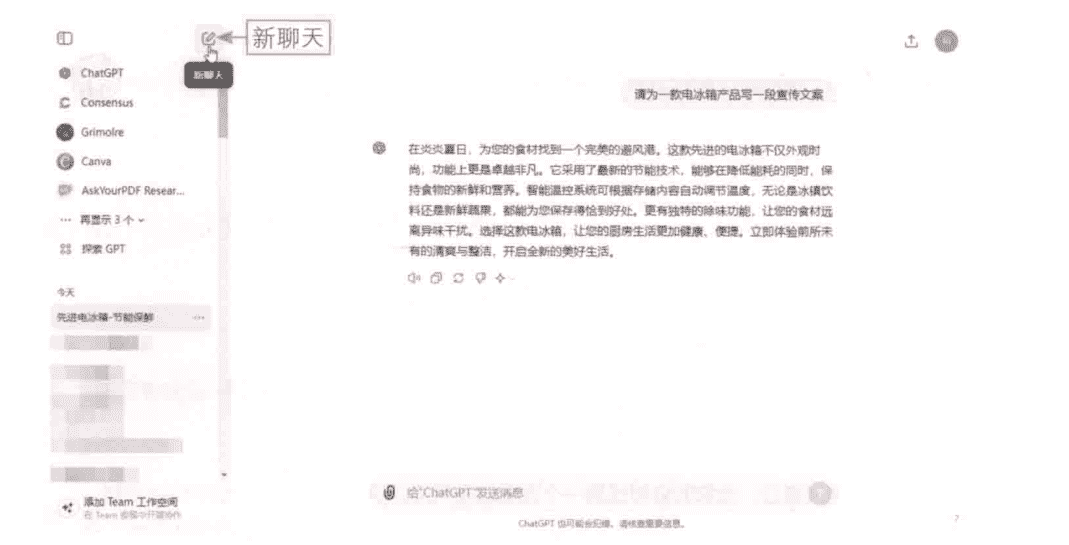 新聊天
新聊天
ChatGPT
Consensus
Grimoire
Canva
AskYourPDF Resear...
再显示 3 个
探索 GPT
今天
先进电冰箱-节能保鲜
添加 Team 工作空间
在 Team 套餐中开展协作
请为一款电冰箱产品写一段宣传文案
在炎炎夏日，为您的食材找到一个完美的避风港。这款先进的电冰箱不仅外观时
尚，功能上更是卓越非凡。它采用了最新的节能技术，能够在降低能耗的同时，保
持食物的新鲜和营养。智能温控系统可根据存储内容自动调节温度，无论是冰镇饮
料还是新鲜蔬果，都能为您保存得恰到好处。更有独特的除味功能，让您的食材远
离异味干扰。选择这款电冰箱，让您的厨房生活更加健康、便捷。立即体验前所未
有的清爽与整洁，开启全新的美好生活。
给"ChatGPT"发送消息
ChatGPT 也可能会犯错。请核查重要信息。
?